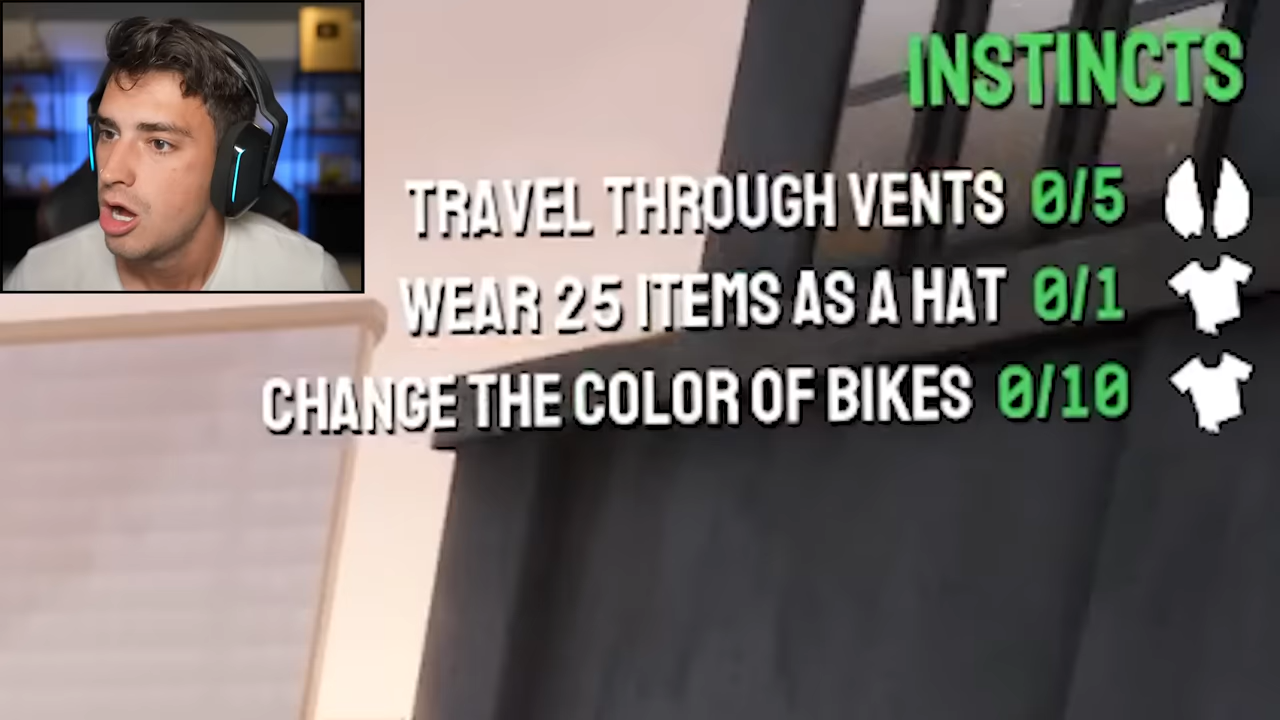 INSTINCTS
TRAVEL THROUGH VENTS 0/5
WEAR 25 ITEMS AS A HAT 0/1
CHANGE THE COLOR OF BIKES 0/10